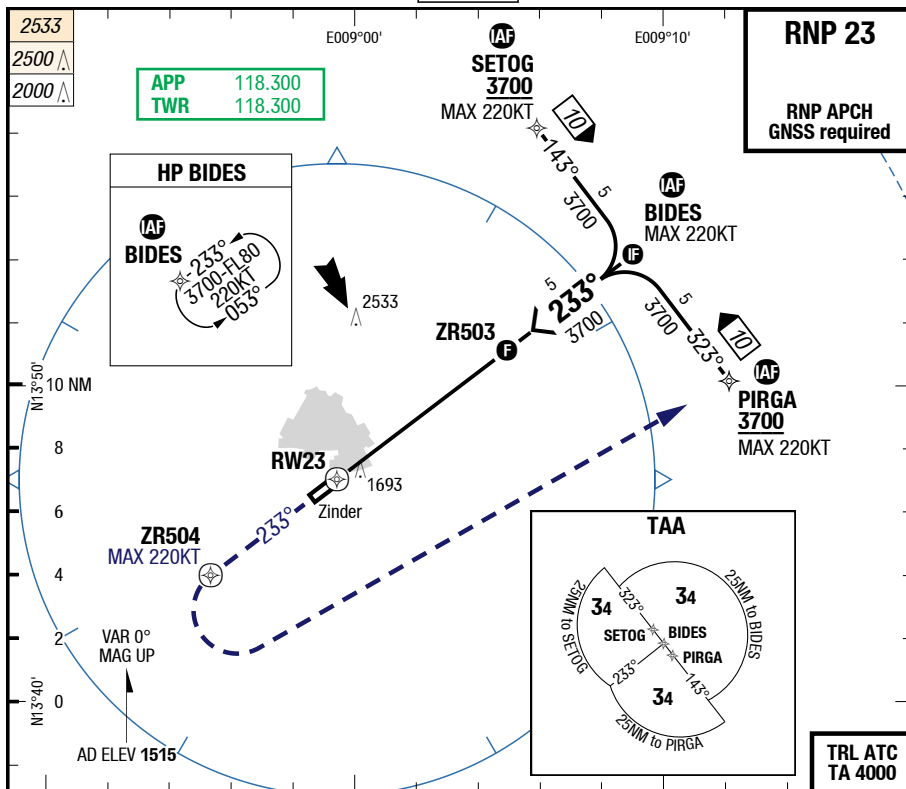 2533
2500
2000
E009°00'
E009°10'
RNP 23
RNP APCH
GNSS required
APP 118.300
TWR 118.300
IAF
SETOG
3700
MAX 220KT
10
143°
5
3700
IAF
BIDES
MAX 220KT
IF
HP BIDES
IAF
BIDES
233°
3700-FL80
220KT
053°
2533
5
233°
3700
ZR503
F
5
3700
323°
10
IAF
PIRGA
3700
MAX 220KT
N13°50'
10 NM
8
6
4
2
0
N13°40'
RW23
1693
Zinder
233°
ZR504
MAX 220KT
VAR 0°
MAG UP
AD ELEV 1515
TAA
25NM to SETOG
323°
34
34
25NM to BIDES
SETOG
BIDES
PIRGA
233°
143°
34
25NM to PIRGA
TRL ATC
TA 4000